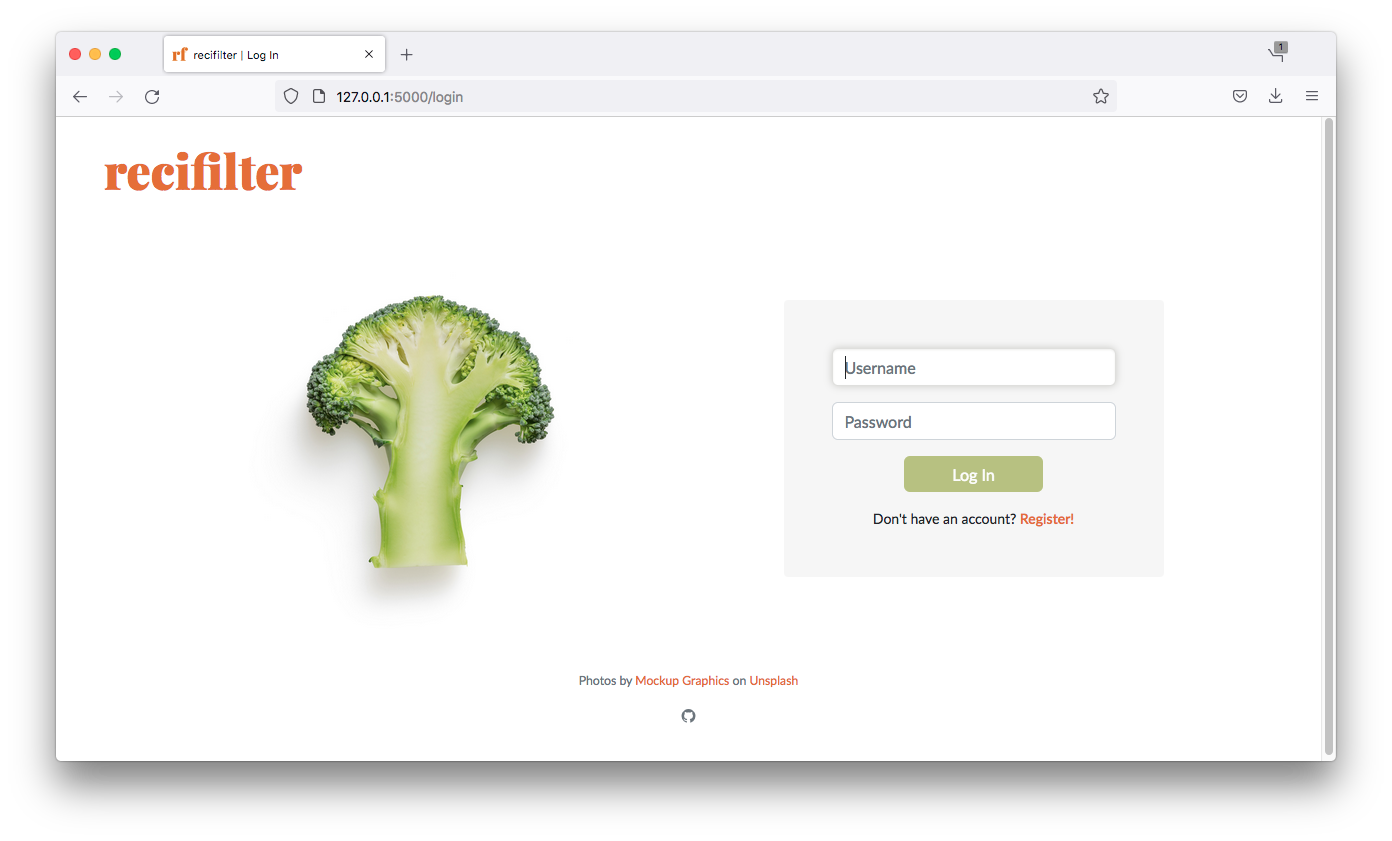 rf recifilter | Log In
1
127.0.0.1:5000/login
recifilter
Username
Password
Log In
Don't have an account? Register!
Photos by Mockup Graphics on Unsplash